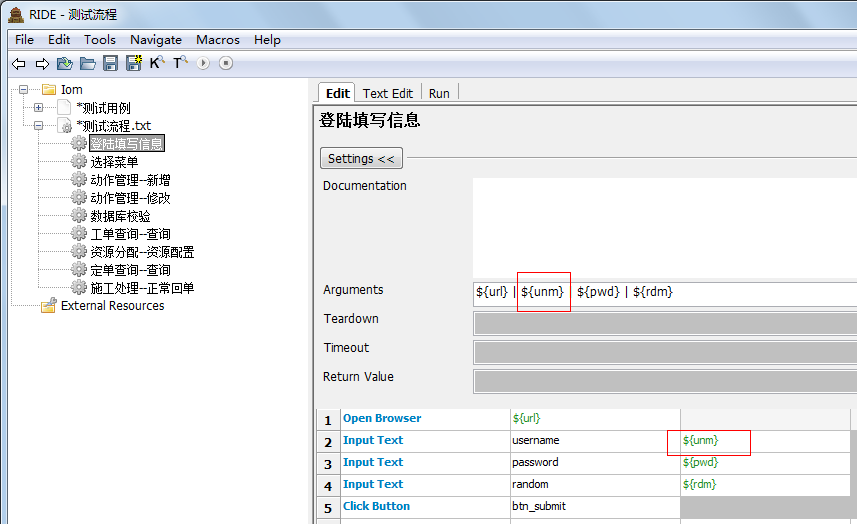 RIDE - 测试流程
File Edit Tools Navigate Macros Help
K T
Iom
*测试用例
*测试流程.txt
登陆填写信息
选择菜单
动作管理--新增
动作管理--修改
数据库校验
工单查询--查询
资源分配--资源配置
定单查询--查询
施工处理--正常回单
External Resources
Edit Text Edit Run
登陆填写信息
Settings <<
Documentation
Arguments ${url} | ${unm} ${pwd} | ${rdm}
Teardown
Timeout
Return Value
1 Open Browser ${url}
2 Input Text username ${unm}
3 Input Text password ${pwd}
4 Input Text random ${rdm}
5 Click Button btn_submit